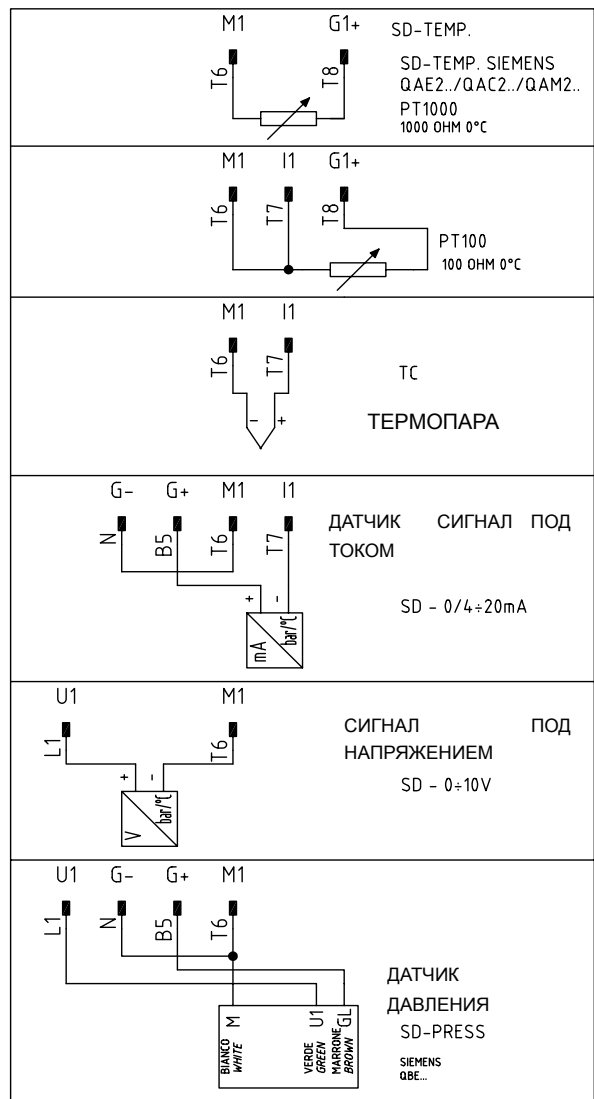 M1 G1+ SD-TEMP.
T6 T8
SD-TEMP. SIEMENS
QAE2../QAC2../QAM2..
PT1000
1000 OHM 0°C
M1 I1 G1+
T6 T7 T8
PT100
100 OHM 0°C
M1 I1
T6 T7
TC
- +
ТЕРМОПАРА
G- G+ M1 I1
N B5 T6 T7
ДАТЧИК СИГНАЛ ПОД
ТОКОМ
+ -
mA bar/°C
SD - 0/4÷20mA
U1 M1
L1 T6
СИГНАЛ ПОД
НАПРЯЖЕНИЕМ
+ -
V bar/°C
SD - 0÷10V
U1 G- G+ M1
L1 N B5 T6
ДАТЧИК
ДАВЛЕНИЯ
SD-PRESS
SIEMENS
QBE...
M U1 GL
BIANCO VERDE MARRONE
WHITE GREEN BROWN